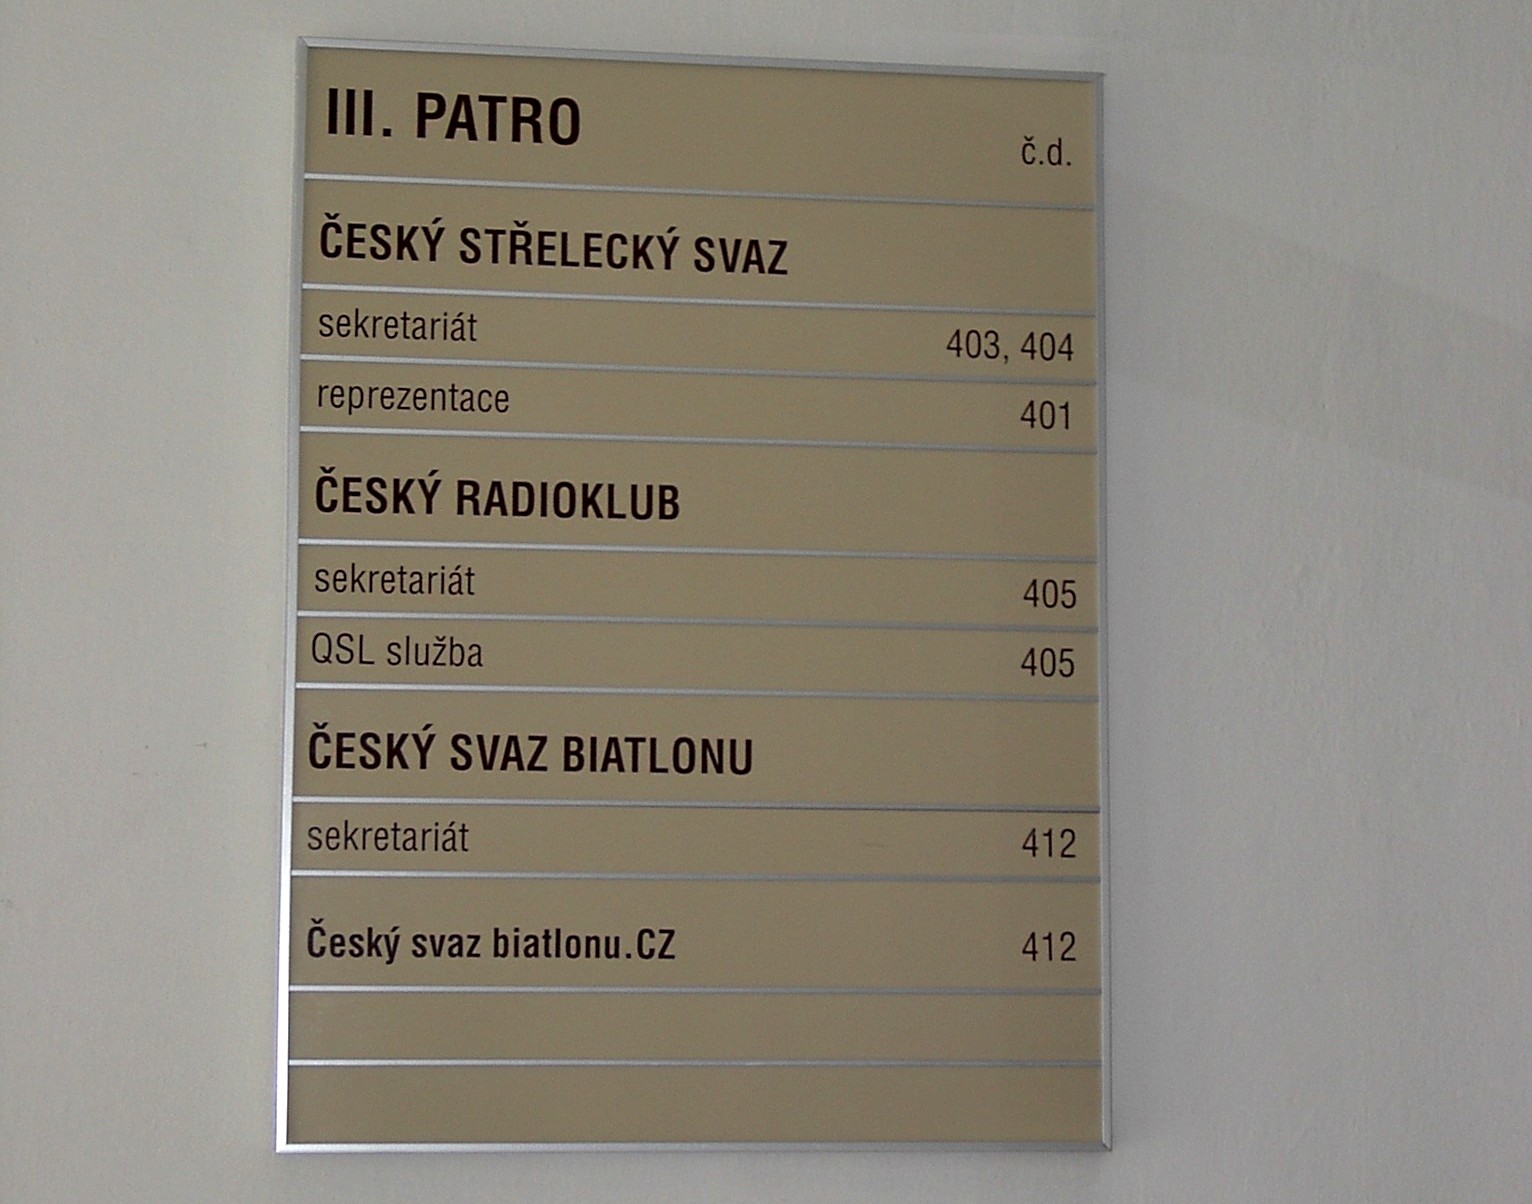 III. PATRO č.d.
ČESKÝ STŘELECKÝ SVAZ
sekretariát 403, 404
reprezentace 401
ČESKÝ RADIOKLUB
sekretariát 405
QSL služba 405
ČESKÝ SVAZ BIATLONU
sekretariát 412
Český svaz biatlonu.CZ 412